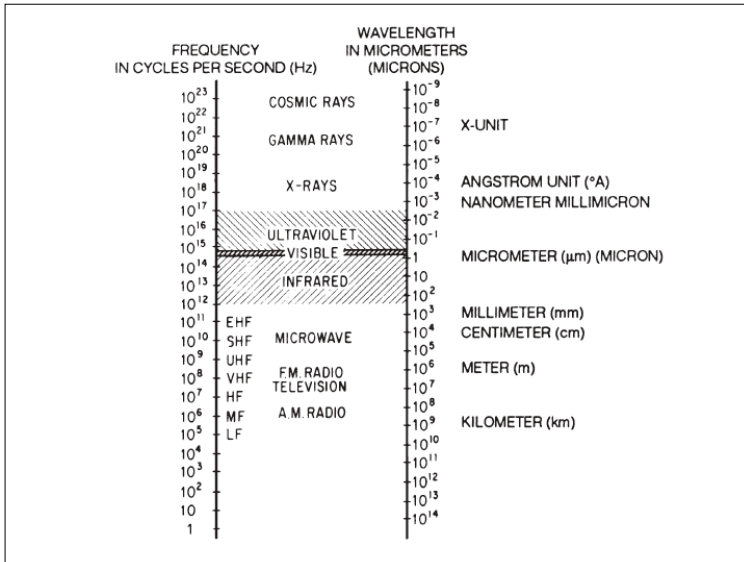 FREQUENCY
IN CYCLES PER SECOND (Hz)
WAVELENGTH
IN MICROMETERS
(MICRONS)
10²³
10²²
10²¹
10²⁰
10¹⁹
10¹⁸
10¹⁷
10¹⁶
10¹⁵
10¹⁴
10¹³
10¹²
10¹¹
10¹⁰
10⁹
10⁸
10⁷
10⁶
10⁵
10⁴
10³
10²
10
1
EHF
SHF
UHF
VHF
HF
MF
LF
COSMIC RAYS
GAMMA RAYS
X-RAYS
ULTRAVIOLET
VISIBLE
INFRARED
MICROWAVE
F.M. RADIO
TELEVISION
A.M. RADIO
10⁻⁹
10⁻⁸
10⁻⁷
10⁻⁶
10⁻⁵
10⁻⁴
10⁻³
10⁻²
10⁻¹
1
10
10²
10³
10⁴
10⁵
10⁶
10⁷
10⁸
10⁹
10¹⁰
10¹¹
10¹²
10¹³
10¹⁴
X-UNIT
ANGSTROM UNIT (°A)
NANOMETER MILLIMICRON
MICROMETER (μm) (MICRON)
MILLIMETER (mm)
CENTIMETER (cm)
METER (m)
KILOMETER (km)